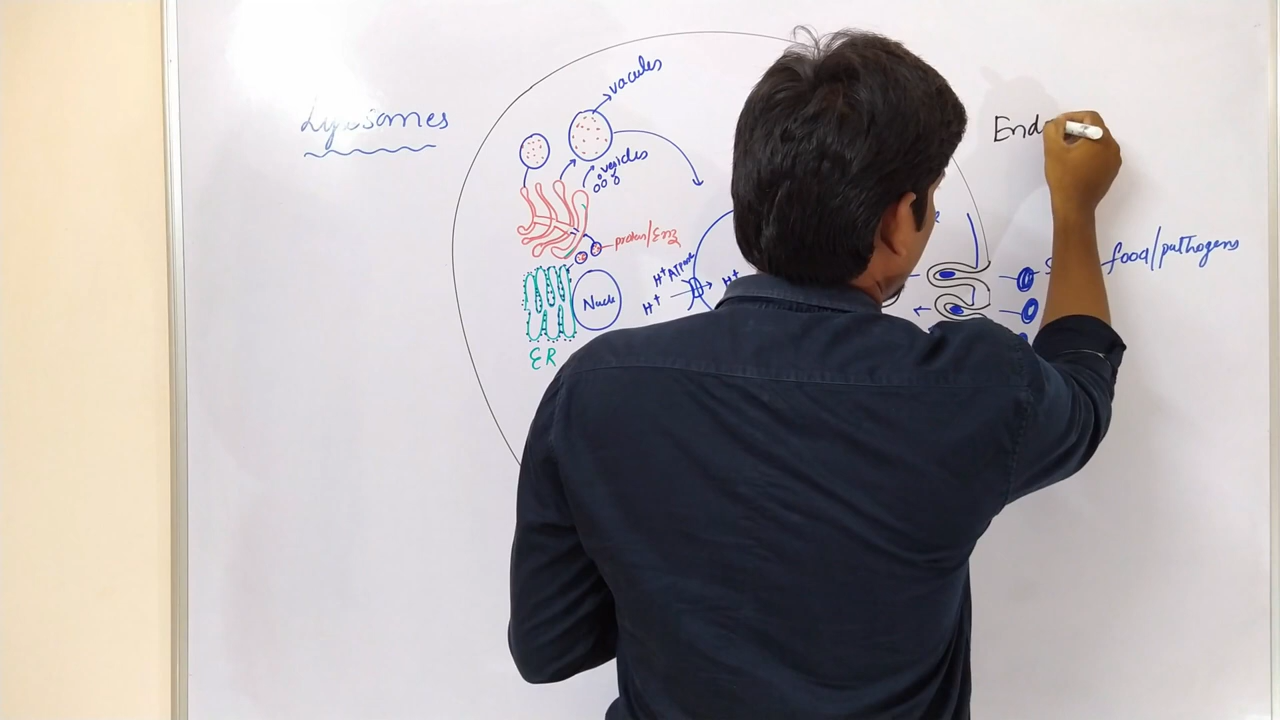 Lysosomes
vacules
vesicles
protein/Enz
H⁺ATPase
H⁺
H⁺
Nucle
ER
End
food/pathogens